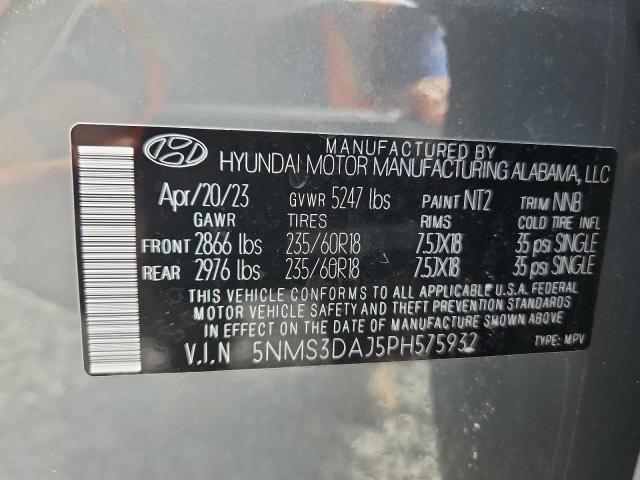 MANUFACTURED BY
HYUNDAI MOTOR MANUFACTURING ALABAMA, LLC
Apr/20/23 GVWR 5247 lbs PAINT NT2 TRIM NNB
GAWR TIRES RIMS COLD TIRE INFL
FRONT 2866 lbs 235/60R18 7.5JX18 35 psi SINGLE
REAR 2976 lbs 235/60R18 7.5JX18 35 psi SINGLE
THIS VEHICLE CONFORMS TO ALL APPLICABLE U.S.A. FEDERAL
MOTOR VEHICLE SAFETY AND THEFT PREVENTION STANDARDS
IN EFFECT ON THE DATE OF MANUFACTURE SHOWN ABOVE
V.I.N 5NMS3DAJ5PH575932 TYPE: MPV